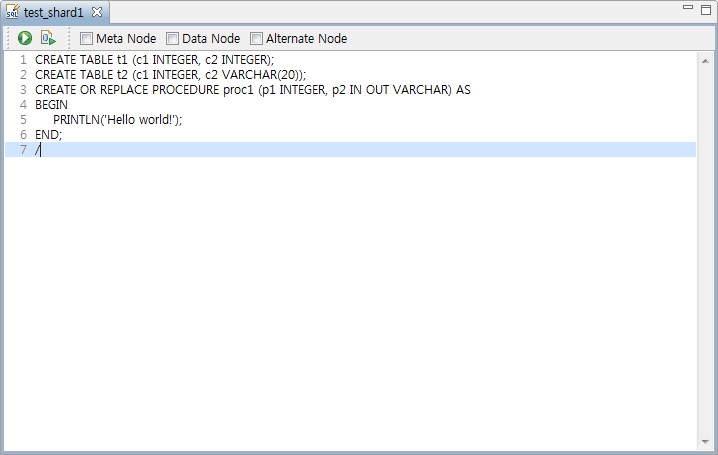 SQL test_shard1
Meta Node Data Node Alternate Node
1 CREATE TABLE t1 (c1 INTEGER, c2 INTEGER);
2 CREATE TABLE t2 (c1 INTEGER, c2 VARCHAR(20));
3 CREATE OR REPLACE PROCEDURE proc1 (p1 INTEGER, p2 IN OUT VARCHAR) AS
4 BEGIN
5 PRINTLN('Hello world!');
6 END;
7 /